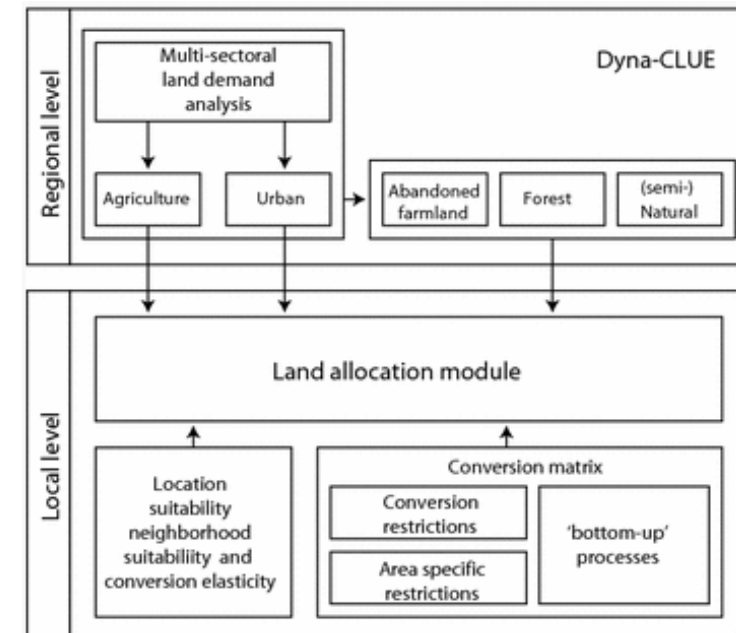 Regional level
Multi-sectoral
land demand
analysis
Dyna-CLUE
Agriculture
Urban
Abandoned
farmland
Forest
(semi-)
Natural
Local level
Land allocation module
Location
suitability
neighborhood
suitabiliity and
conversion elasticity
Conversion matrix
Conversion
restrictions
Area specific
restrictions
'bottom-up'
processes